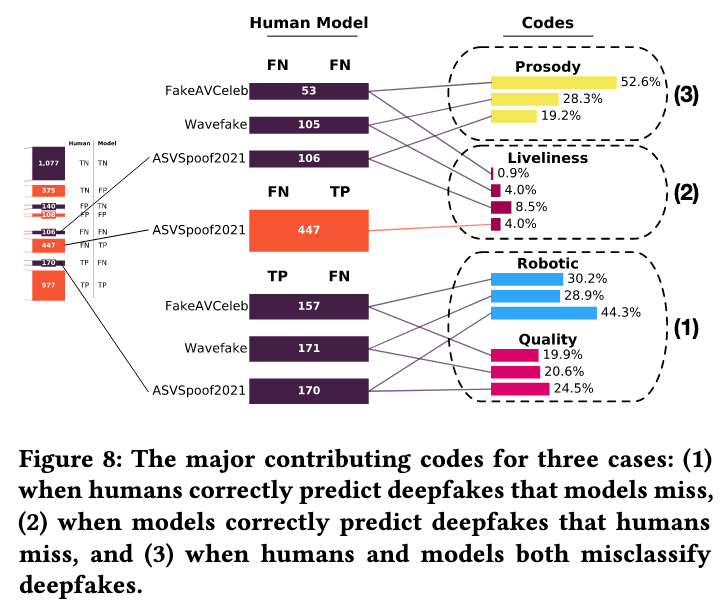 Human Model
Codes
FN FN
FakeAVCeleb 53
Wavefake 105
ASVSpoof2021 106
FN TP
ASVSpoof2021 447
TP FN
FakeAVCeleb 157
Wavefake 171
ASVSpoof2021 170
Prosody
52.6%
28.3%
19.2%
(3)
Liveliness
0.9%
4.0%
8.5%
4.0%
(2)
Robotic
30.2%
28.9%
44.3%
Quality
19.9%
20.6%
24.5%
(1)
Human Model
1,077 TN TN
375 TN FP
140 FP TN
108 FP FP
106 FN FN
447 FN TP
170 TP FN
977 TP TP
Figure 8: The major contributing codes for three cases: (1)
when humans correctly predict deepfakes that models miss,
(2) when models correctly predict deepfakes that humans
miss, and (3) when humans and models both misclassify
deepfakes.